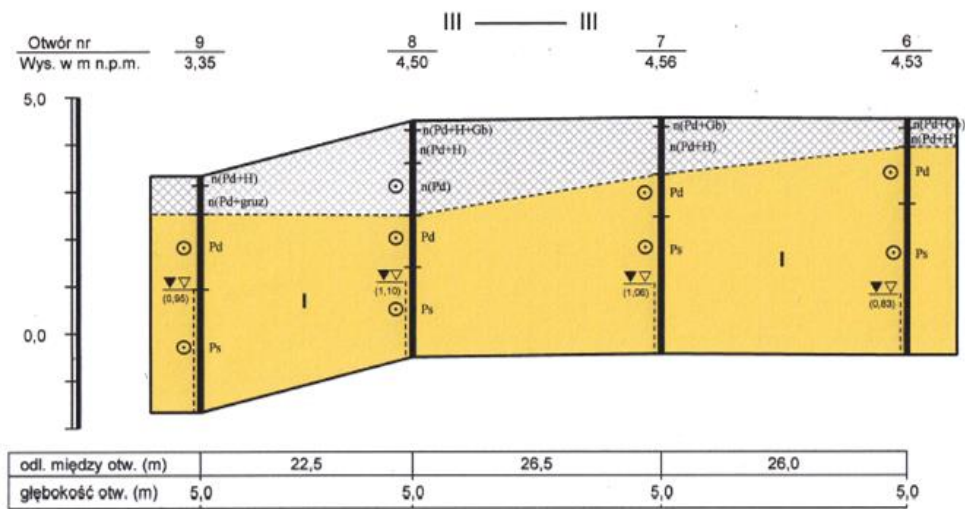 III III
Otwór nr 9 8 7 6
Wys. w m n.p.m. 3,35 4,50 4,56 4,53
5,0
n(Pd+H+Gb) n(Pd+Gb) n(Pd+Gb)
n(Pd+H) n(Pd+H) n(Pd+H)
n(Pd+H) n(Pd) Pd Pd
n(Pd+gruz)
Pd Pd Ps Ps
(0,95) (1,10) (1,06) (0,83)
I I
0,0
Ps Ps
odl. między otw. (m) 22,5 26,5 26,0
głębokość otw. (m) 5,0 5,0 5,0 5,0